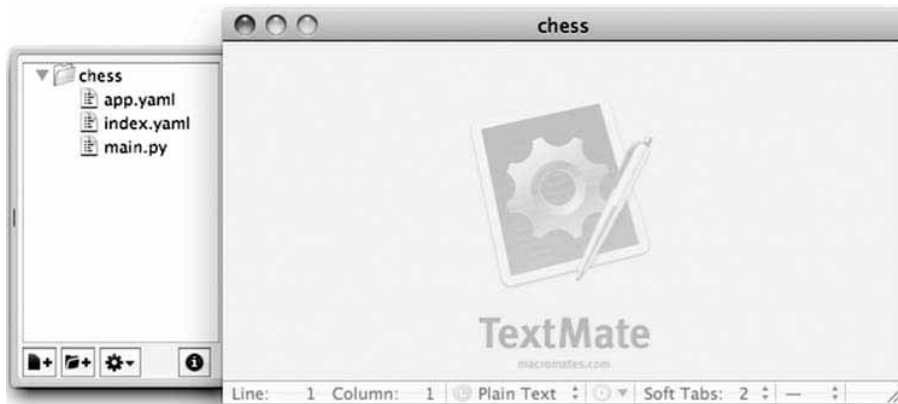 chess
chess
app.yaml
index.yaml
main.py
TextMate
macromates.com
Line: 1 Column: 1 Plain Text Soft Tabs: 2 —